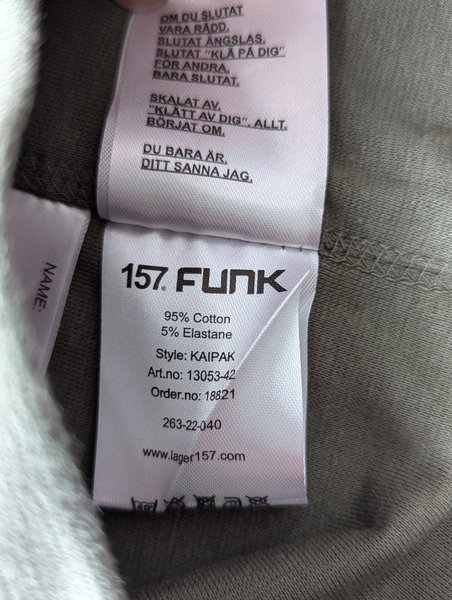 OM DU SLUTAT
VARA RÄDD,
SLUTAT ÄNGSLAS,
SLUTAT "KLÄ PÅ DIG"
FÖR ANDRA,
BARA SLUTAT.
SKALAT AV.
"KLÄTT AV DIG". ALLT.
BÖRJAT OM.
DU BARA ÄR.
DITT SANNA JAG.
NAME:
157. FUNK
95% Cotton
5% Elastane
Style: KAIPAK
Art.no: 13053-42
Order.no: 18821
263-22-040
www.lager157.com
40°